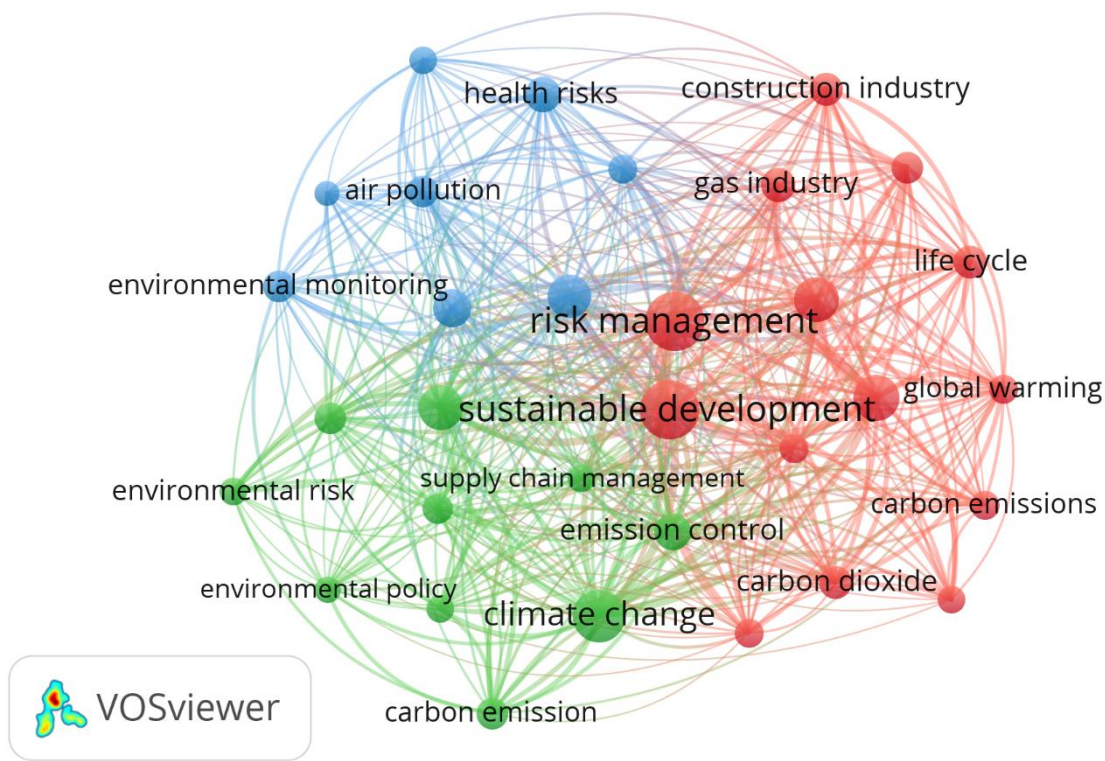 health risks
construction industry
air pollution
gas industry
life cycle
environmental monitoring
risk management
global warming
sustainable development
supply chain management
environmental risk
carbon emissions
emission control
carbon dioxide
environmental policy
climate change
carbon emission
VOSviewer